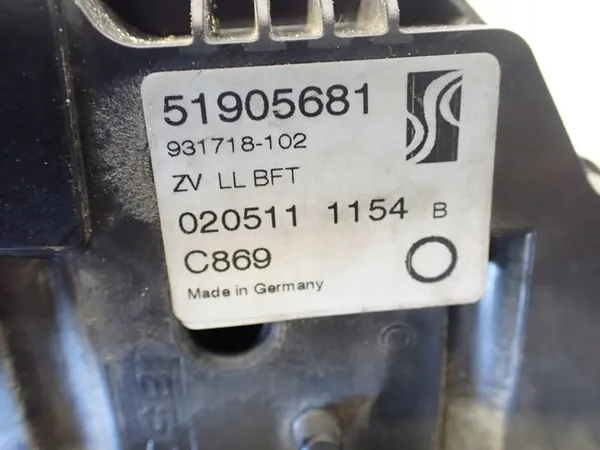 51905681
931718-102
ZV LL BFT
020511 1154 B
C869
Made in Germany